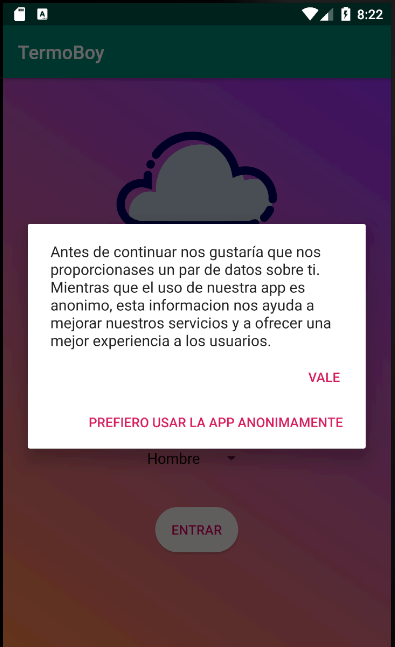 8:22
TermoBoy
Antes de continuar nos gustaría que nos
proporcionases un par de datos sobre ti.
Mientras que el uso de nuestra app es
anonimo, esta informacion nos ayuda a
mejorar nuestros servicios y a ofrecer una
mejor experiencia a los usuarios.
VALE
PREFIERO USAR LA APP ANONIMAMENTE
Hombre
ENTRAR